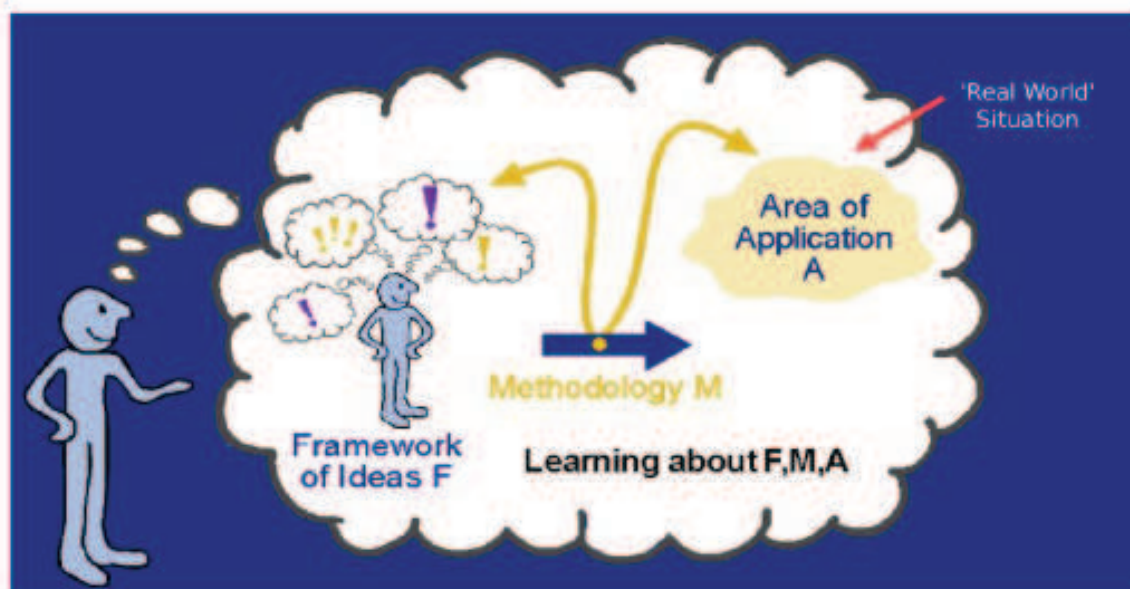 'Real World'
Situation
!!!
!
!
!
Area of
Application
A
Methodology M
Framework
of Ideas F
Learning about F,M,A